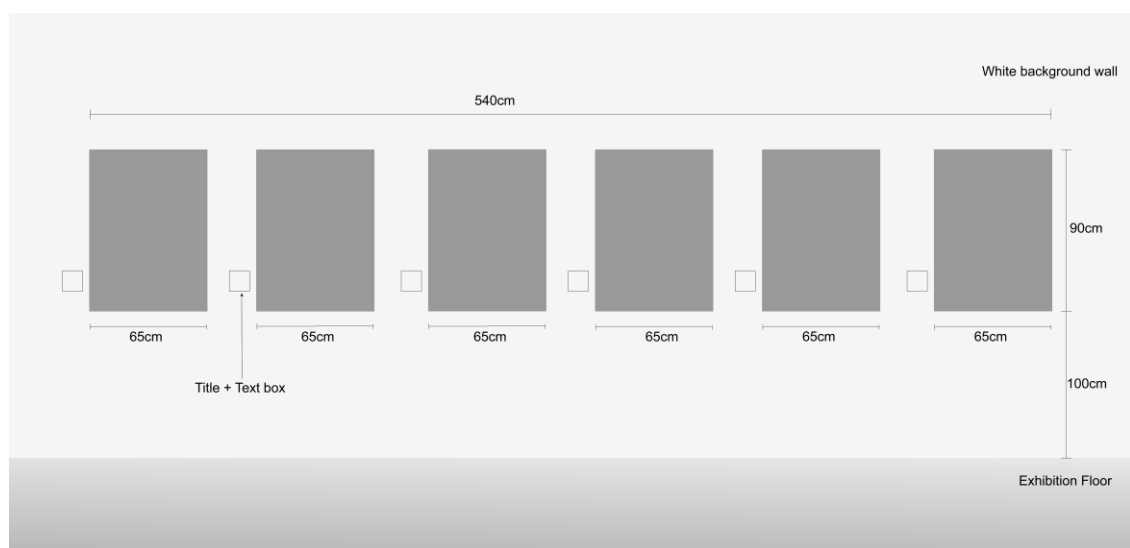 White background wall
540cm
90cm
65cm
65cm
65cm
65cm
65cm
65cm
Title + Text box
100cm
Exhibition Floor